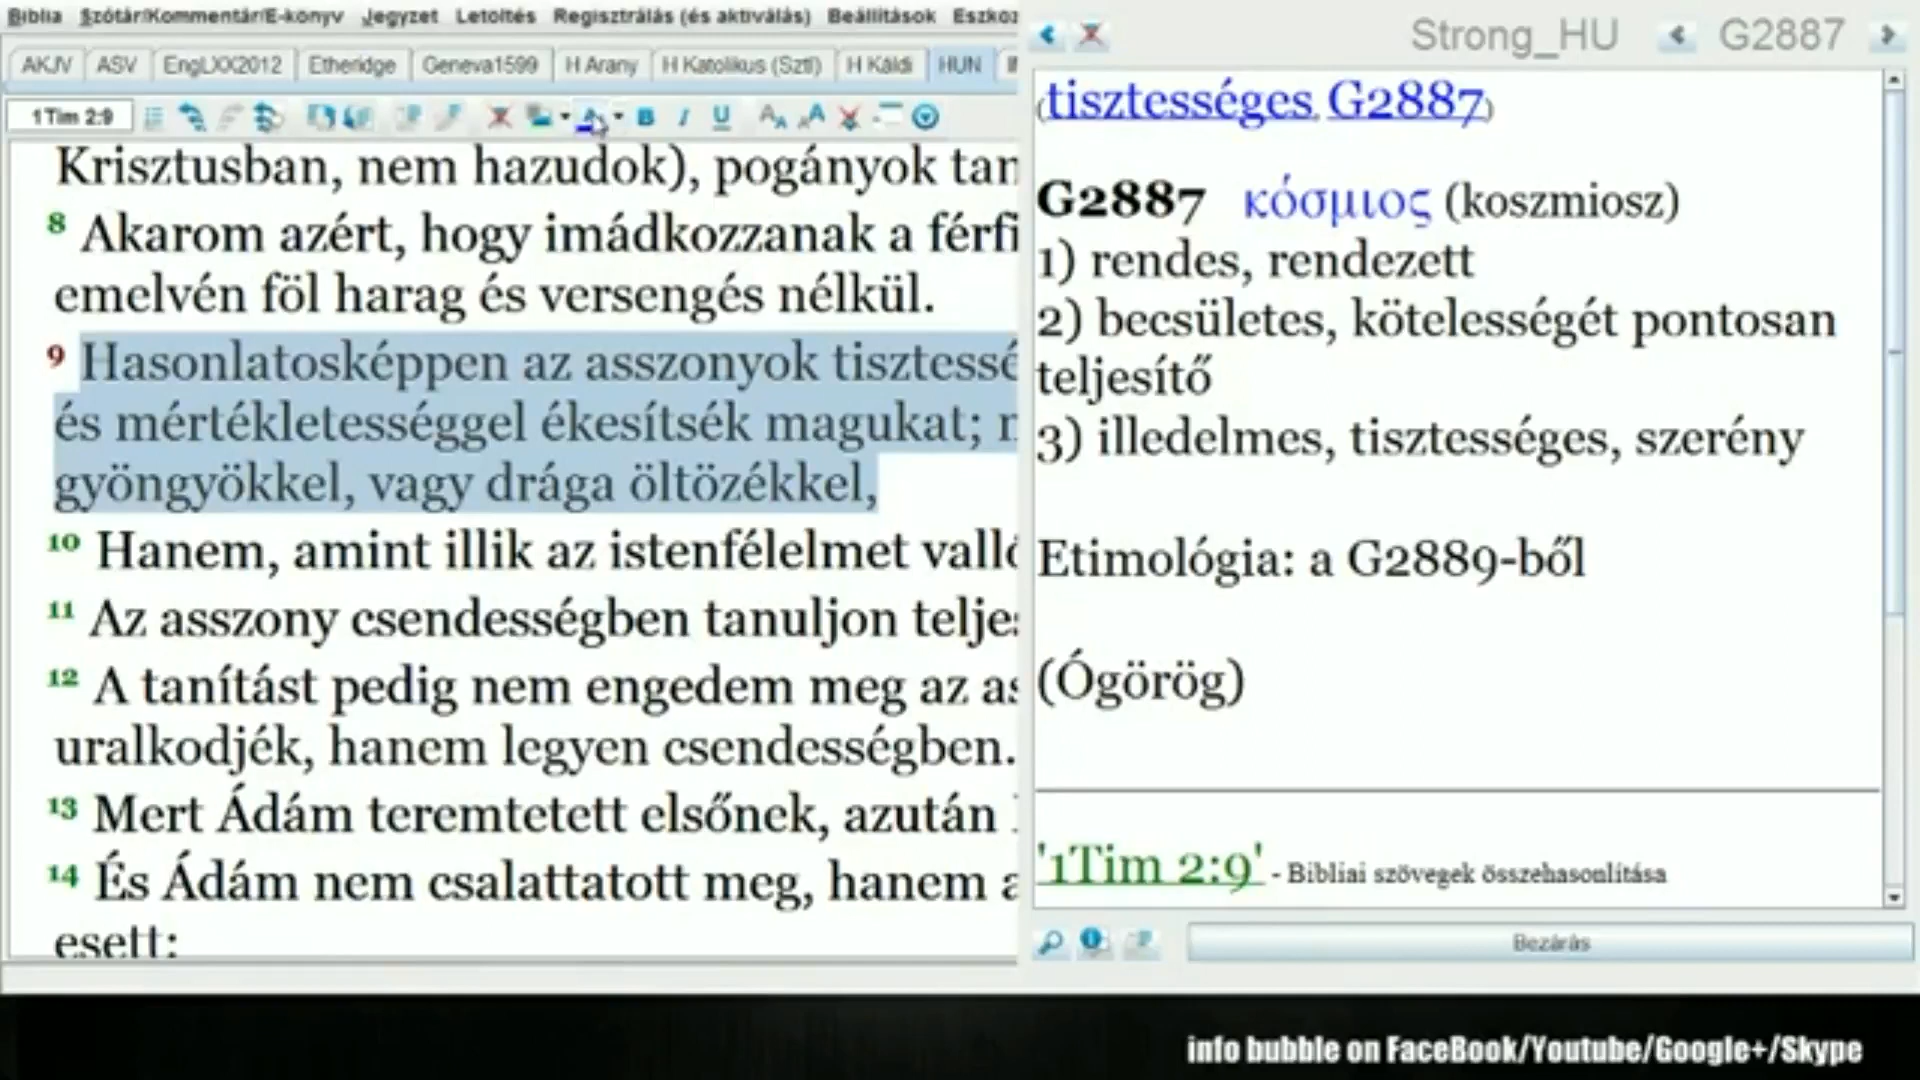 Biblia Szótár/Kommentár/E-könyv Jegyzet Letöltés Regisztrálás (és aktiválás) Beállítások
AKJV ASV EngLXX2012 Etheridge Geneva1599 H Arany H Katolikus (SztI) H Káldi HUN
1Tim 2:9
Krisztusban, nem hazudok), pogányok
8 Akarom azért, hogy imádkozzanak a
emelvén föl harag és versengés nélkül.
9 Hasonlatosképpen az asszonyok
és mértékletességgel ékesítsék magukat;
gyöngyökkel, vagy drága öltözékkel,
10 Hanem, amint illik az istenfélelmet
11 Az asszony csendességben tanuljon
12 A tanítást pedig nem engedem meg az
uralkodjék, hanem legyen csendességben.
13 Mert Ádám teremtetett elsőnek, azután
14 És Ádám nem csalattatott meg, hanem
esett:
Strong_HU G2887
(tisztességes, G2887)
G2887 κόσμιος (koszmiosz)
1) rendes, rendezett
2) becsületes, kötelességét pontosan
teljesítő
3) illedelmes, tisztességes, szerény
Etimológia: a G2889-ből
(Ógörög)
'1Tim 2:9' - Bibliai szövegek összehasonlítása
Bezárás
info bubble on FaceBook/Youtube/Google+/Skype